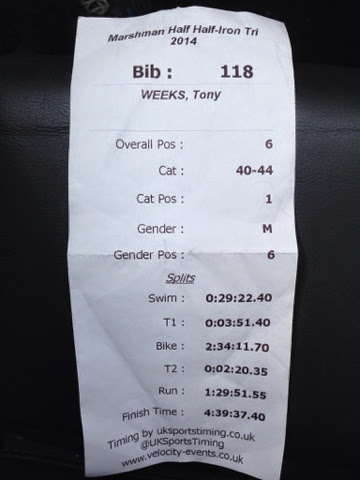 Marshman Half Half-Iron Tri
2014
Bib : 118
WEEKS, Tony
Overall Pos : 6
Cat : 40-44
Cat Pos : 1
Gender : M
Gender Pos : 6
Splits
Swim : 0:29:22.40
T1 : 0:03:51.40
Bike : 2:34:11.70
T2 : 0:02:20.35
Run : 1:29:51.55
Finish Time : 4:39:37.40
Timing by uksportstiming.co.uk
@UKSportsTiming
www.velocity-events.co.uk